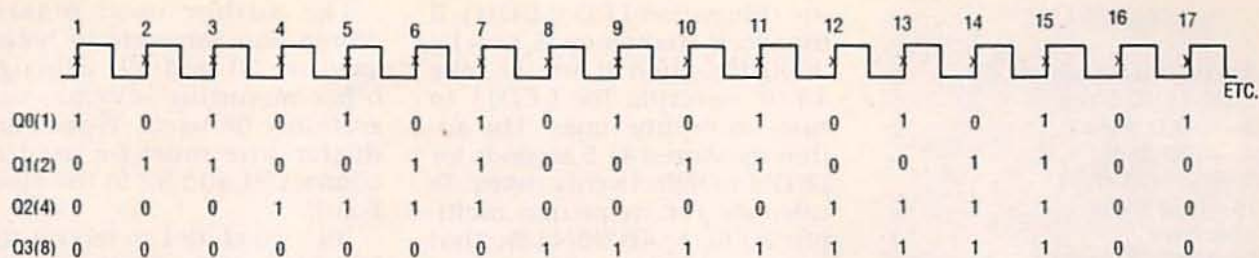 1 2 3 4 5 6 7 8 9 10 11 12 13 14 15 16 17
ETC.
Q0(1) 1 0 1 0 1 0 1 0 1 0 1 0 1 0 1 0 1
Q1(2) 0 1 1 0 0 1 1 0 0 1 1 0 0 1 1 0 0
Q2(4) 0 0 0 1 1 1 1 0 0 0 0 1 1 1 1 0 0
Q3(8) 0 0 0 0 0 0 0 1 1 1 1 1 1 1 1 0 0